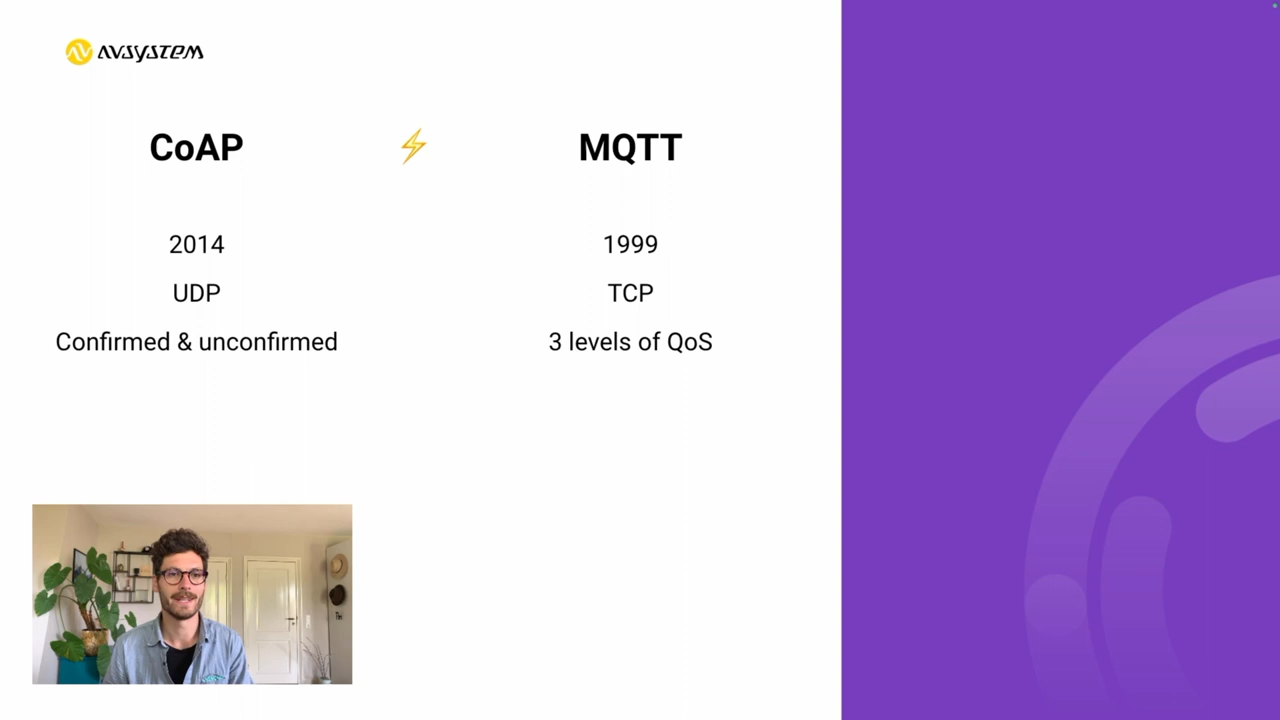 AVSYSTEM
CoAP ⚡ MQTT
2014 1999
UDP TCP
Confirmed & unconfirmed 3 levels of QoS